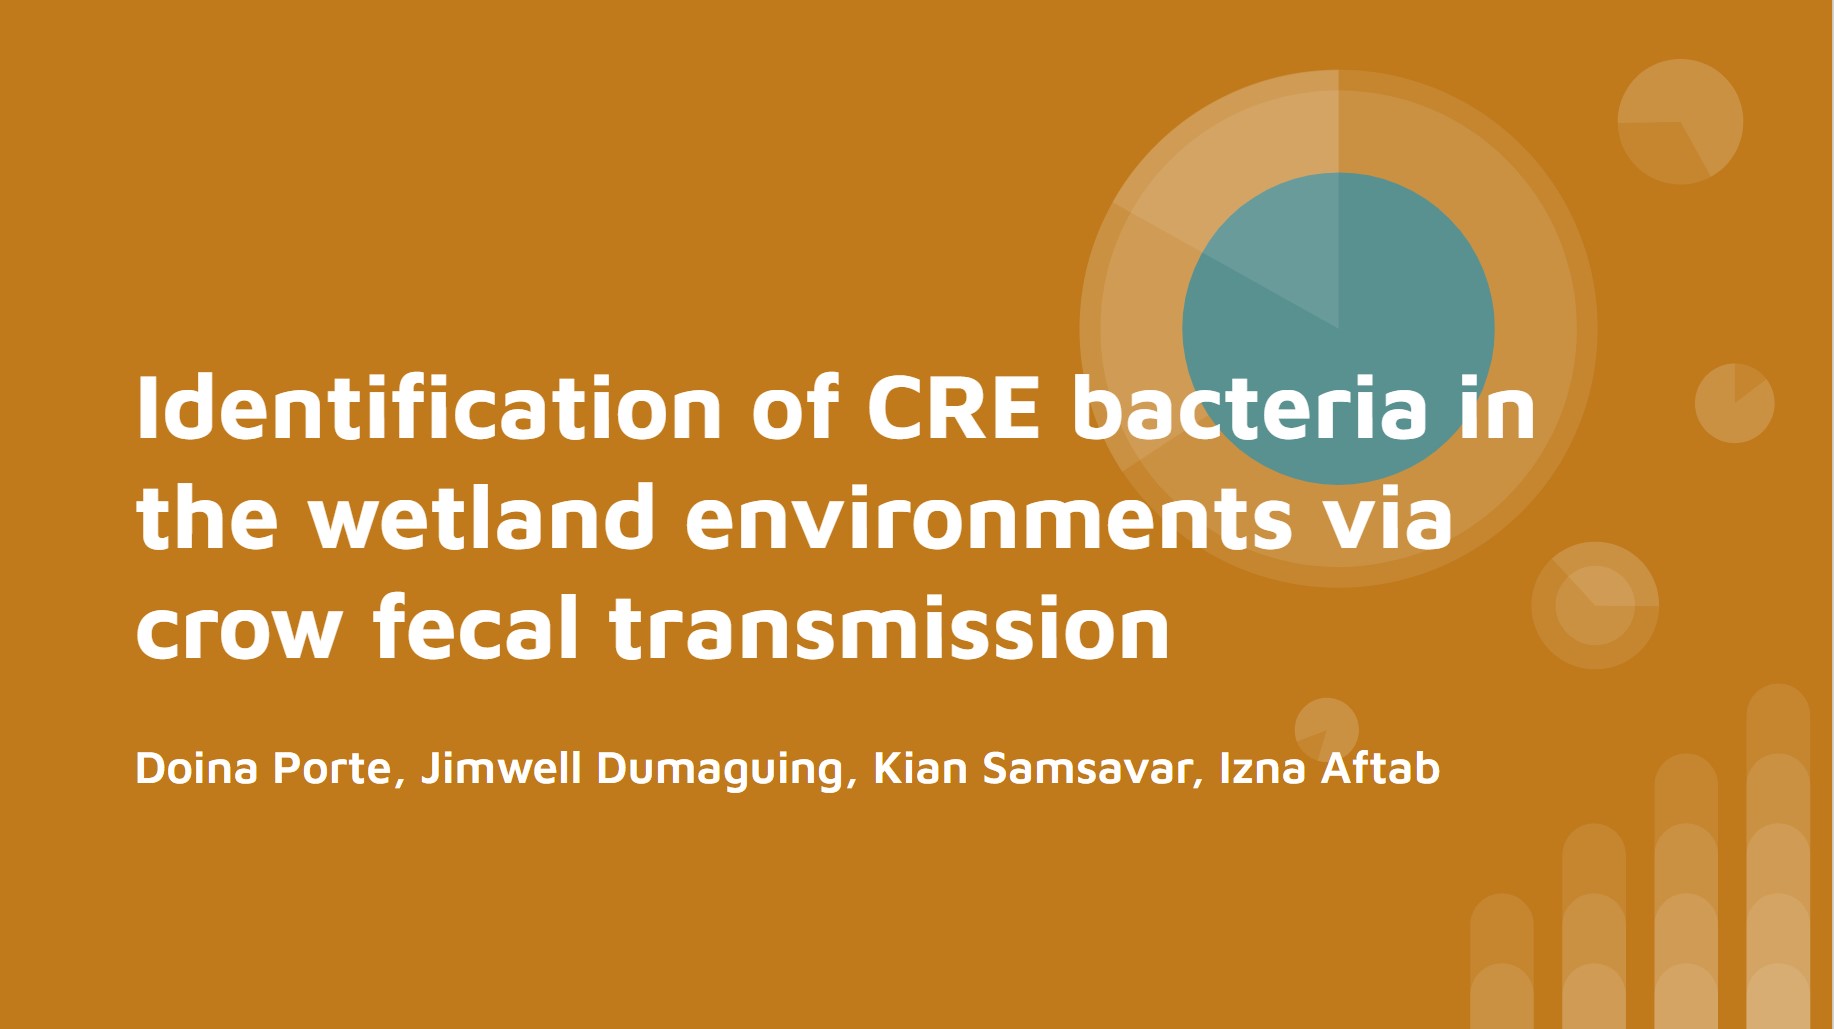 Identification of CRE bacteria in
the wetland environments via
crow fecal transmission
Doina Porte, Jimwell Dumaguing, Kian Samsavar, Izna Aftab